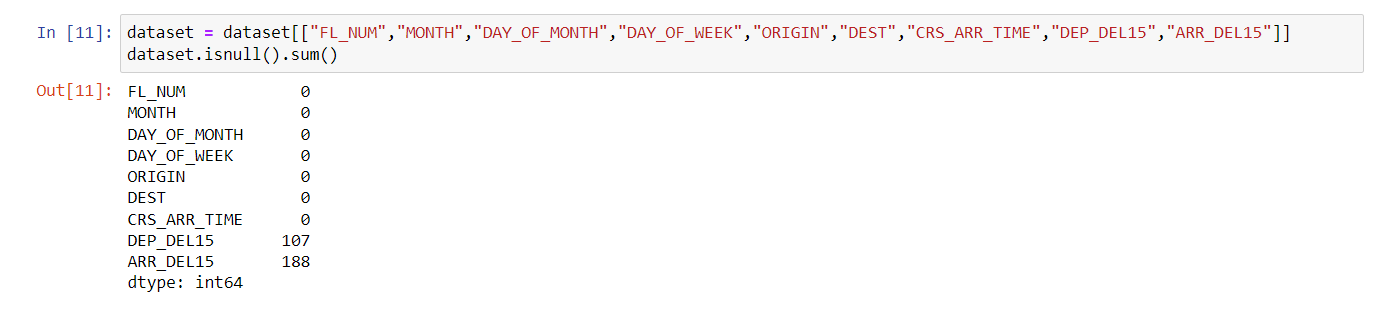 In [11]: dataset = dataset[["FL_NUM","MONTH","DAY_OF_MONTH","DAY_OF_WEEK","ORIGIN","DEST","CRS_ARR_TIME","DEP_DEL15","ARR_DEL15"]]
dataset.isnull().sum()
Out[11]: FL_NUM 0
MONTH 0
DAY_OF_MONTH 0
DAY_OF_WEEK 0
ORIGIN 0
DEST 0
CRS_ARR_TIME 0
DEP_DEL15 107
ARR_DEL15 188
dtype: int64